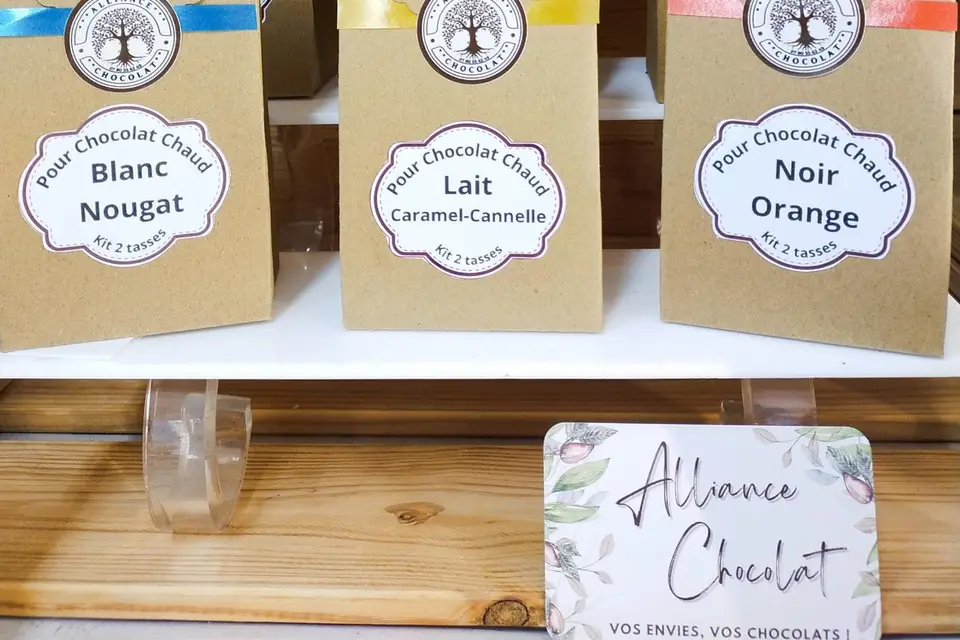 ALLIANCE
CHOCOLAT
Pour Chocolat Chaud
Blanc
Nougat
Kit 2 tasses
CHOCOLAT
Pour Chocolat Chaud
Lait
Caramel-Cannelle
Kit 2 tasses
ALLIANCE
CHOCOLAT
Pour Chocolat Chaud
Noir
Orange
Kit 2 tasses
Alliance
Chocolat
VOS ENVIES, VOS CHOCOLATS !